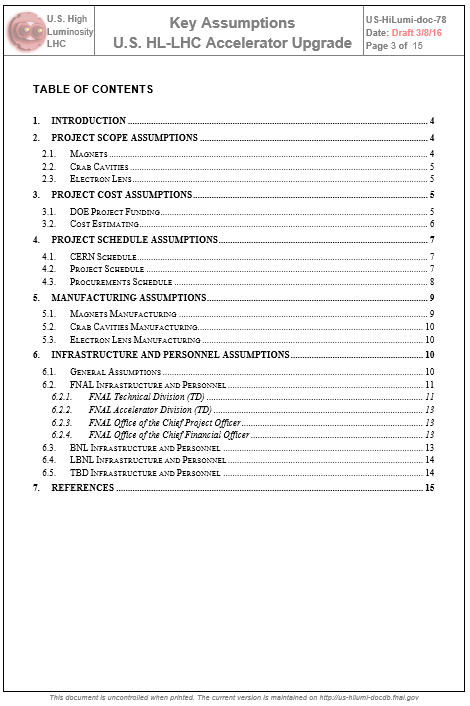 U.S. High
Luminosity
LHC
Key Assumptions
U.S. HL-LHC Accelerator Upgrade
US-HiLumi-doc-78
Date: Draft 3/8/16
Page 3 of 15
TABLE OF CONTENTS
1. INTRODUCTION 4
2. PROJECT SCOPE ASSUMPTIONS 4
2.1. MAGNETS 4
2.2. CRAB CAVITIES 5
2.3. ELECTRON LENS 5
3. PROJECT COST ASSUMPTIONS 5
3.1. DOE PROJECT FUNDING 5
3.2. COST ESTIMATING 6
4. PROJECT SCHEDULE ASSUMPTIONS 7
4.1. CERN SCHEDULE 7
4.2. PROJECT SCHEDULE 7
4.3. PROCUREMENTS SCHEDULE 8
5. MANUFACTURING ASSUMPTIONS 9
5.1. MAGNETS MANUFACTURING 9
5.2. CRAB CAVITIES MANUFACTURING 10
5.3. ELECTRON LENS MANUFACTURING 10
6. INFRASTRUCTURE AND PERSONNEL ASSUMPTIONS 10
6.1. GENERAL ASSUMPTIONS 10
6.2. FNAL INFRASTRUCTURE AND PERSONNEL 11
6.2.1. FNAL Technical Division (TD) 11
6.2.2. FNAL Accelerator Division (TD) 13
6.2.3. FNAL Office of the Chief Project Officer 13
6.2.4. FNAL Office of the Chief Financial Officer 13
6.3. BNL INFRASTRUCTURE AND PERSONNEL 13
6.4. LBNL INFRASTRUCTURE AND PERSONNEL 14
6.5. TBD INFRASTRUCTURE AND PERSONNEL 14
7. REFERENCES 15
This document is uncontrolled when printed. The current version is maintained on http://us-hilumi-docdb.fnal.gov